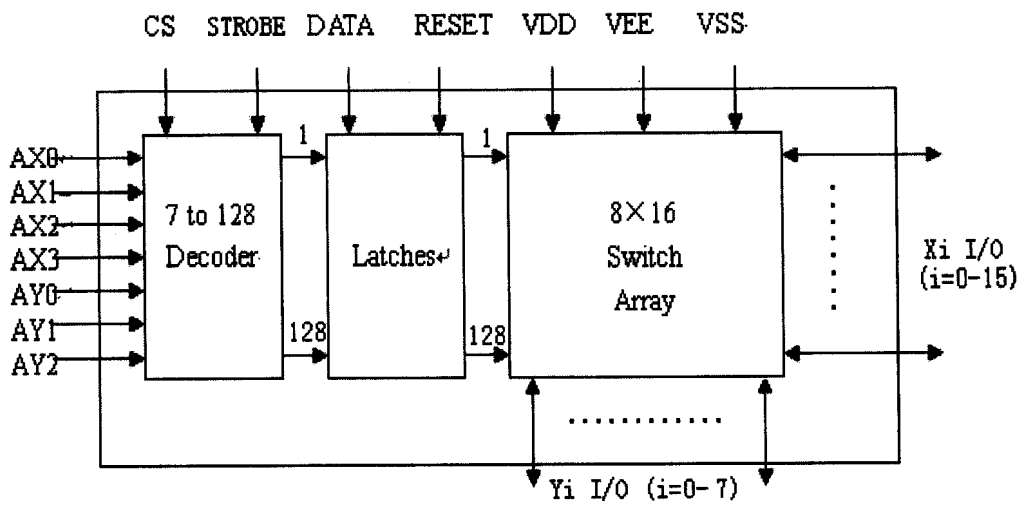 CS STROBE DATA RESET VDD VEE VSS
AX0
AX1
AX2
AX3
AY0
AY1
AY2
7 to 128
Decoder
1
128
Latches↵
1
128
8×16
Switch
Array
Xi I/O
(i=0-15)
Yi I/O (i=0-7)